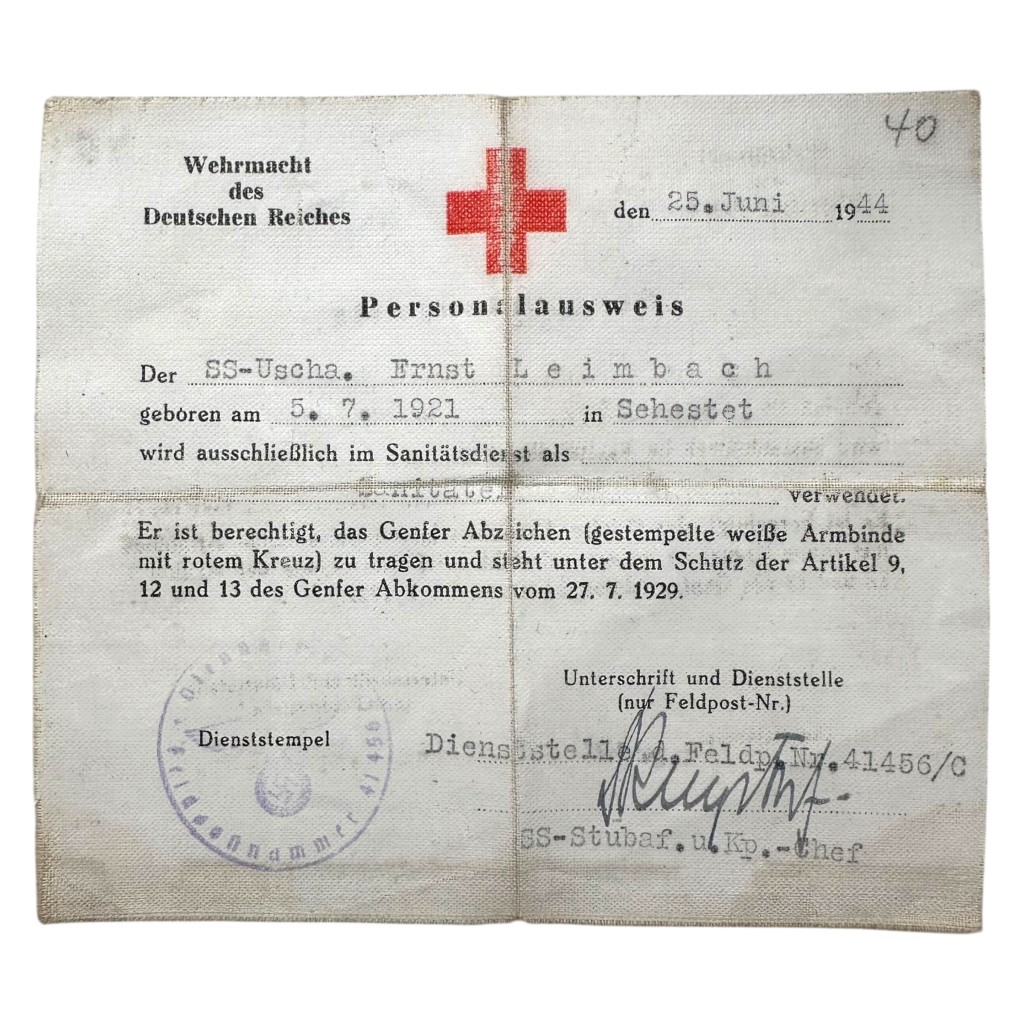 40
Wehrmacht
des
Deutschen Reiches
den 25. Juni 1944
Personalausweis
Der SS-Uscha. Ernst Leimbach
geboren am 5. 7. 1921 in Sehestet
wird ausschließlich im Sanitätsdienst als
Sanitäter verwendet.
Er ist berechtigt, das Genfer Abzeichen (gestempelte weiße Armbinde
mit rotem Kreuz) zu tragen und steht unter dem Schutz der Artikel 9,
12 und 13 des Genfer Abkommens vom 27. 7. 1929.
Unterschrift und Dienststelle
(nur Feldpost-Nr.)
Dienststempel
Dienststelle d.Feldp.Nr.41456/C
SS-Stubaf.u.Kp.-Chef
Feldpostnummer 41456